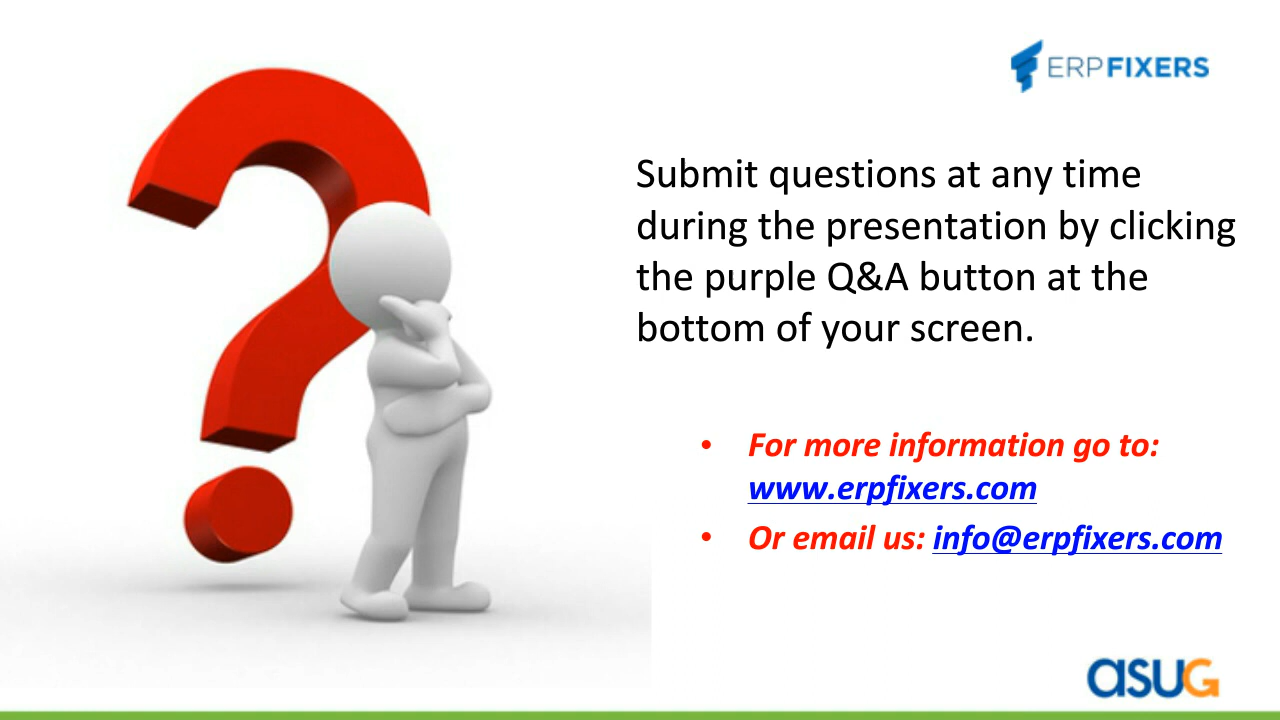 ERPFIXERS
Submit questions at any time
during the presentation by clicking
the purple Q&A button at the
bottom of your screen.
• For more information go to:
www.erpfixers.com
• Or email us: info@erpfixers.com
asuG